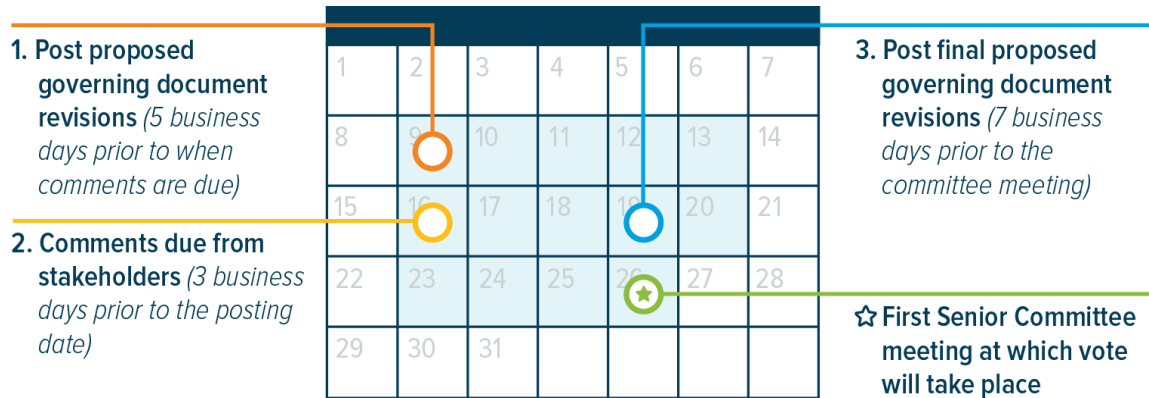 1. Post proposed
governing document
revisions (5 business
days prior to when
comments are due)
2. Comments due from
stakeholders (3 business
days prior to the posting
date)
1 2 3 4 5 6 7
8 9 10 11 12 13 14
15 16 17 18 19 20 21
22 23 24 25 26 27 28
29 30 31
3. Post final proposed
governing document
revisions (7 business
days prior to the
committee meeting)
First Senior Committee
meeting at which vote
will take place